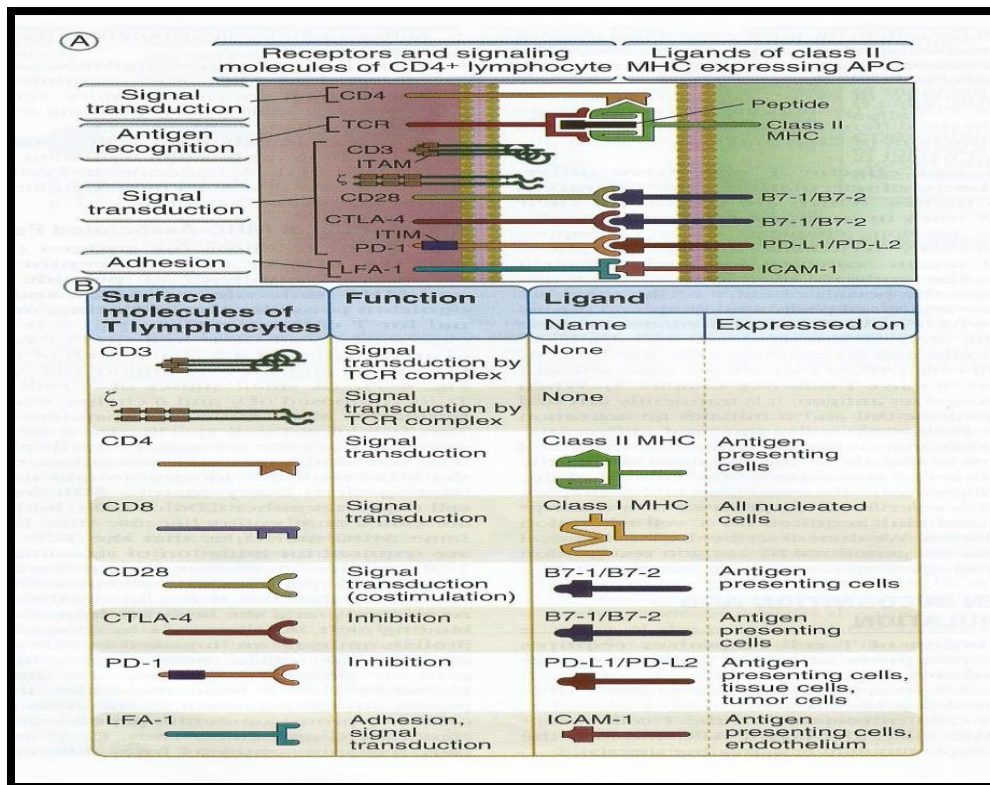 A
Receptors and signaling
molecules of CD4+ lymphocyte
Ligands of class II
MHC expressing APC
Signal
transduction
CD4
Peptide
Antigen
recognition
TCR
Class II
MHC
CD3
ITAM
ζ
Signal
transduction
CD28
B7-1/B7-2
CTLA-4
B7-1/B7-2
ITIM
PD-1
PD-L1/PD-L2
Adhesion
LFA-1
ICAM-1
B
Surface
molecules of
T lymphocytes
Function
Ligand
Name
Expressed on
CD3
Signal
transduction by
TCR complex
None
ζ
Signal
transduction by
TCR complex
None
CD4
Signal
transduction
Class II MHC
Antigen
presenting
cells
CD8
Signal
transduction
Class I MHC
All nucleated
cells
CD28
Signal
transduction
(costimulation)
B7-1/B7-2
Antigen
presenting cells
CTLA-4
Inhibition
B7-1/B7-2
Antigen
presenting
cells
PD-1
Inhibition
PD-L1/PD-L2
Antigen
presenting cells,
tissue cells,
tumor cells
LFA-1
Adhesion,
signal
transduction
ICAM-1
Antigen
presenting cells,
endothelium